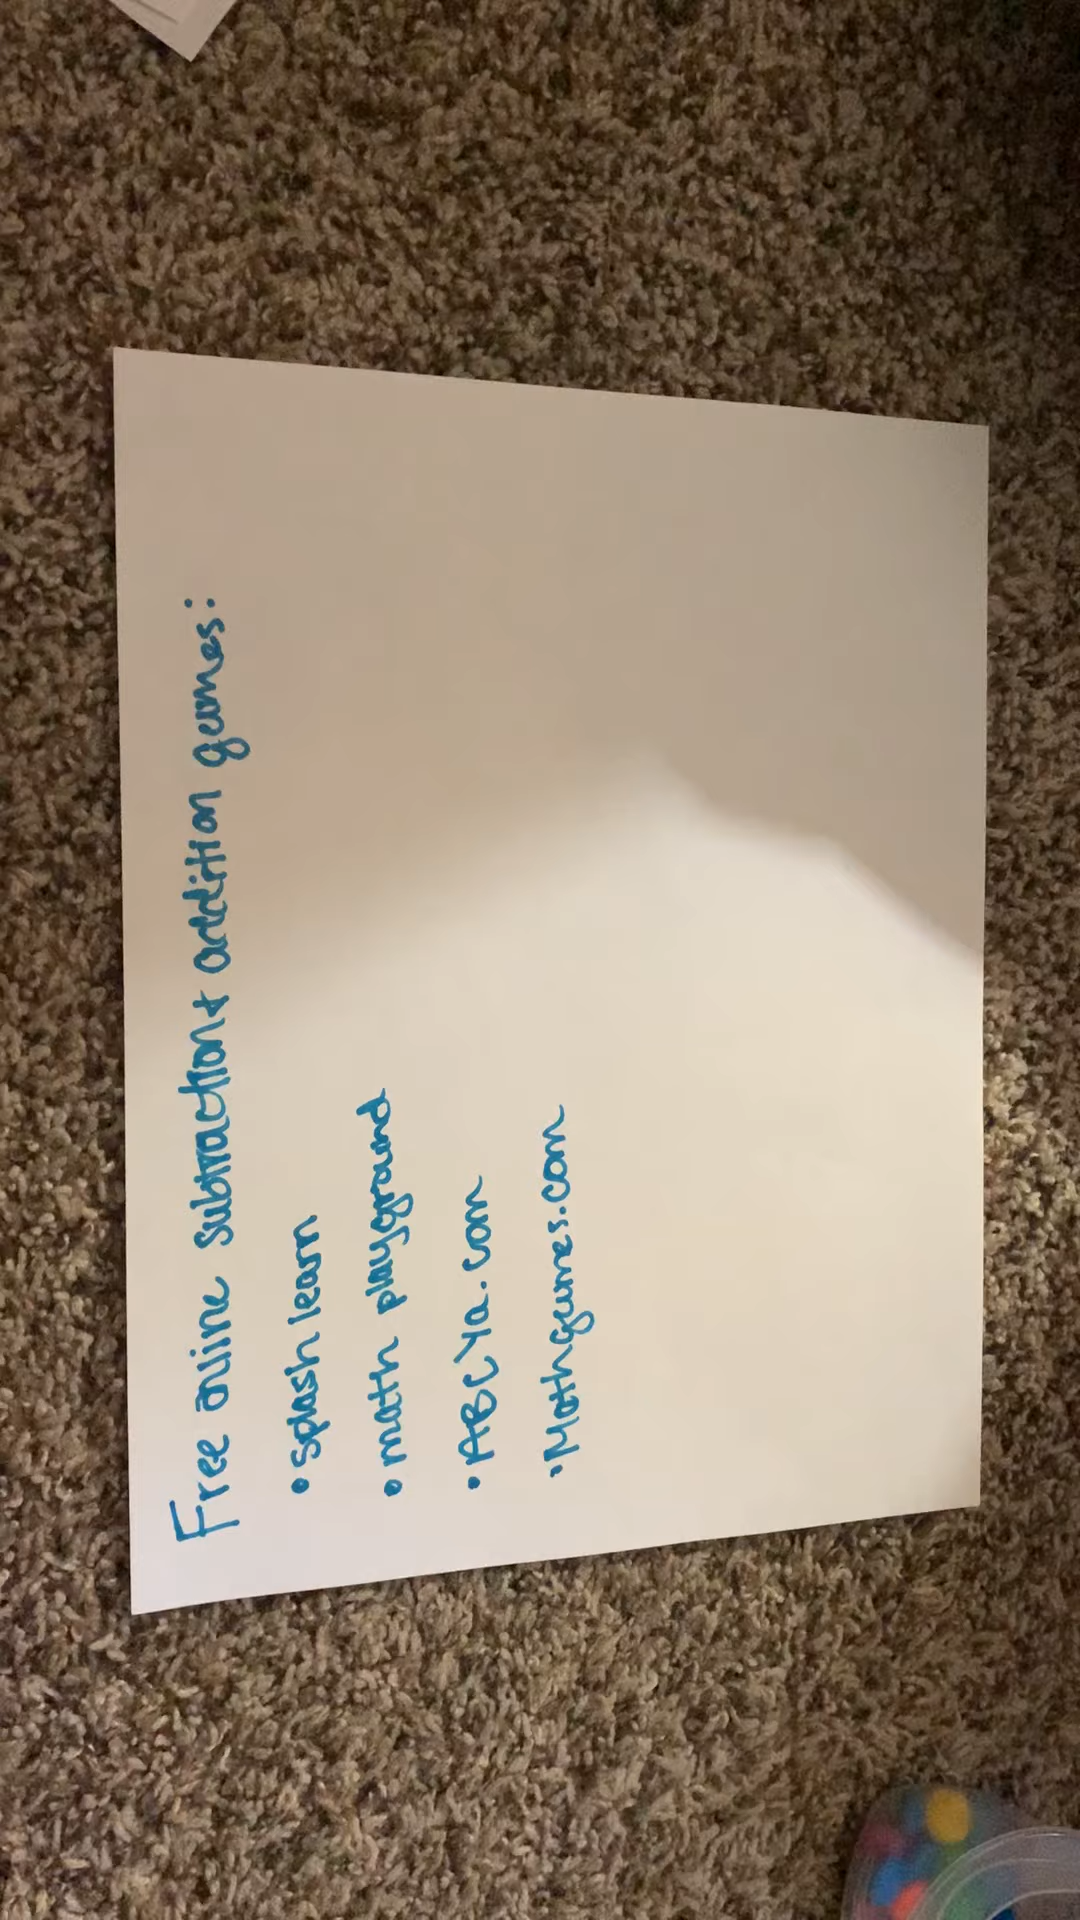 Free online subtraction + addition games:
• splash learn
• math playground
• ABCYa.com
• Mathgames.com